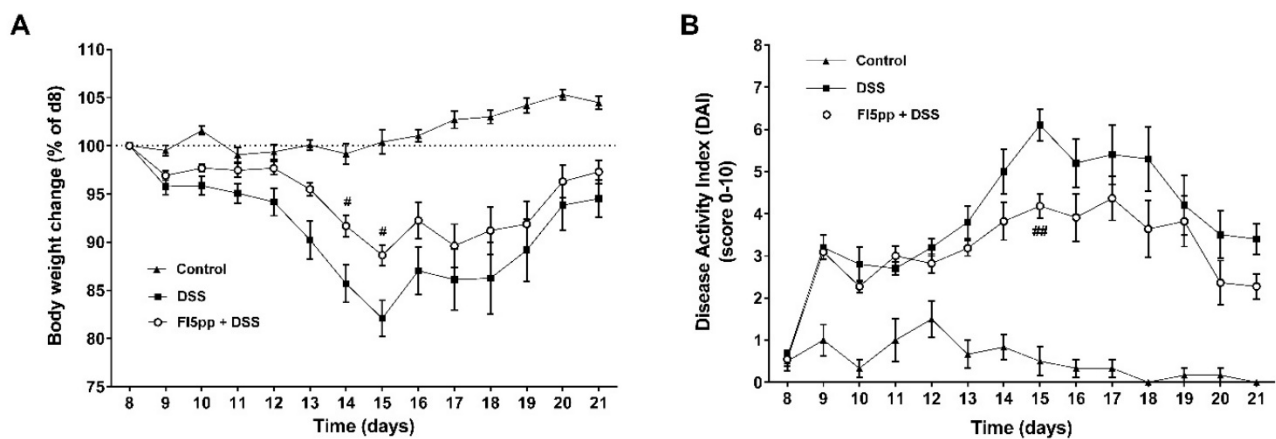 A
Body weight change (% of d8)
110
105
100
95
90
85
80
75
#
#
Control
DSS
FI5pp + DSS
8 9 10 11 12 13 14 15 16 17 18 19 20 21
Time (days)
B
Disease Activity Index (DAI)
(score 0-10)
8
7
6
5
4
3
2
1
0
Control
DSS
FI5pp + DSS
##
8 9 10 11 12 13 14 15 16 17 18 19 20 21
Time (days)